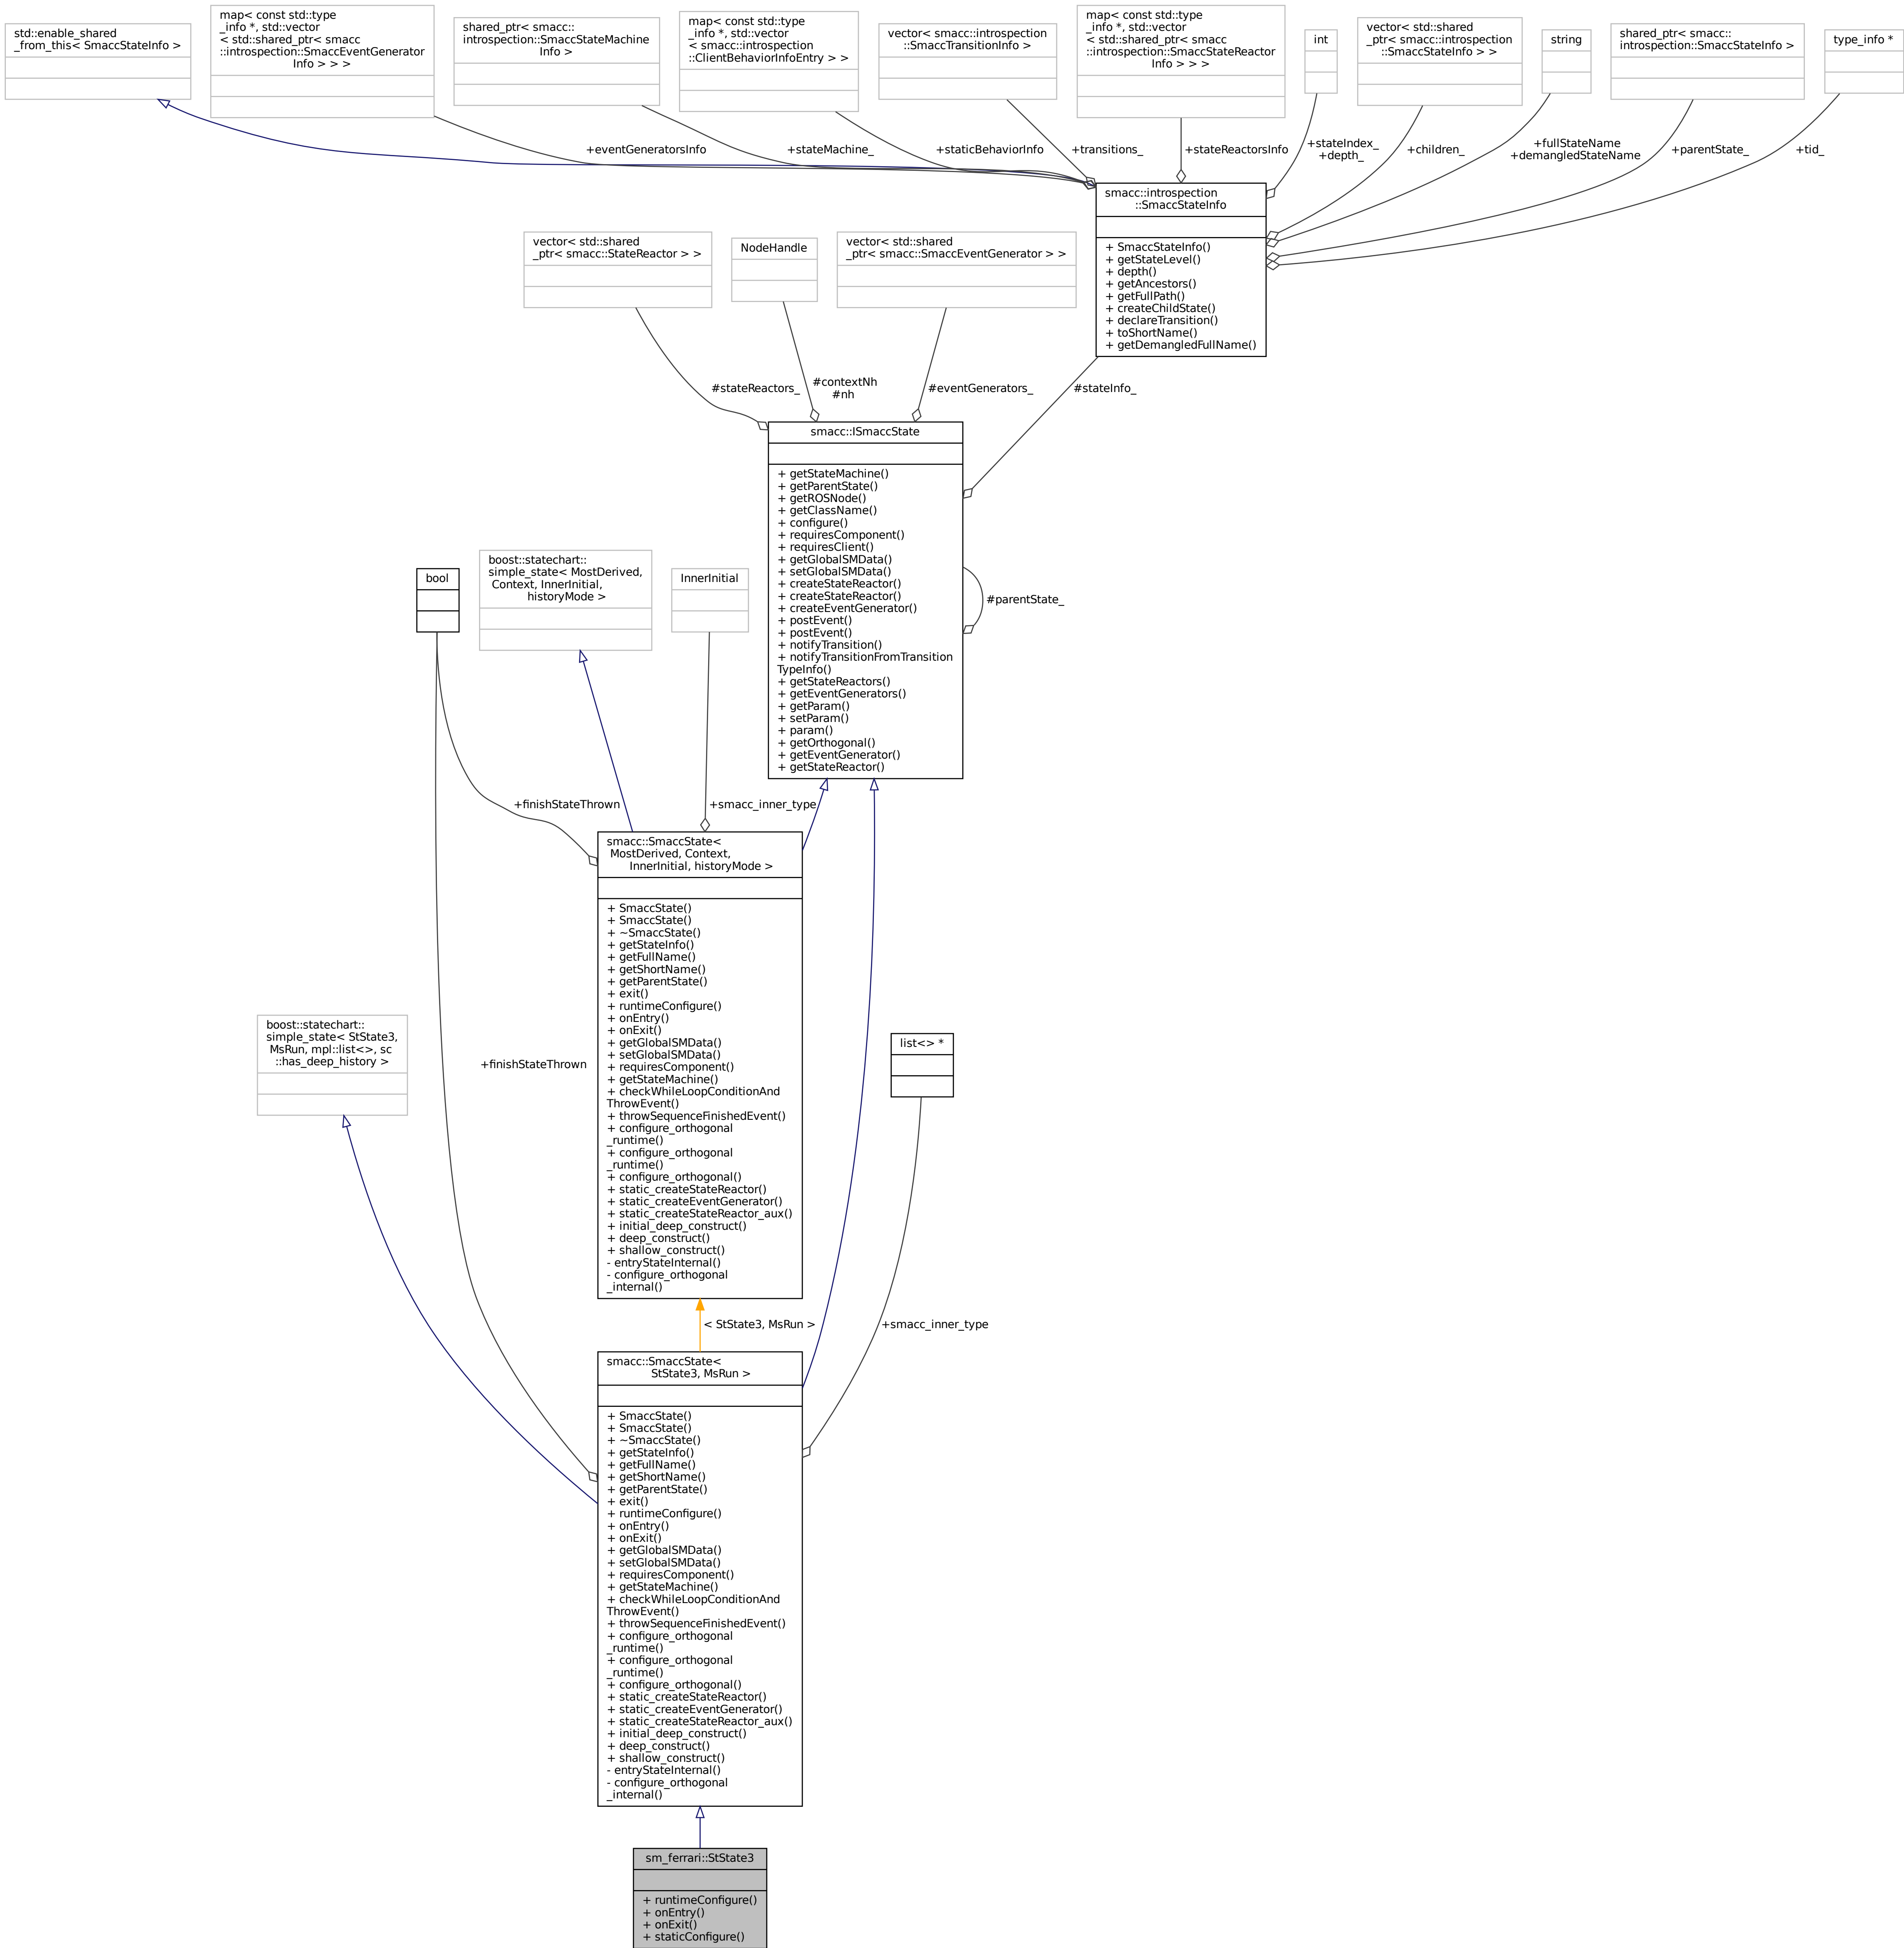 std::enable_shared
_from_this< SmaccStateInfo >
map< const std::type
_info *, std::vector
< std::shared_ptr< smacc
::introspection::SmaccEventGenerator
Info > > >
shared_ptr< smacc::
introspection::SmaccStateMachine
Info >
map< const std::type
_info *, std::vector
< smacc::introspection
::ClientBehaviorInfoEntry > >
vector< smacc::introspection
::SmaccTransitionInfo >
map< const std::type
_info *, std::vector
< std::shared_ptr< smacc
::introspection::SmaccStateReactor
Info > > >
int
vector< std::shared
_ptr< smacc::introspection
::SmaccStateInfo > >
string
shared_ptr< smacc::
introspection::SmaccStateInfo >
type_info *
+eventGeneratorsInfo
+stateMachine_
+staticBehaviorInfo
+transitions_
+stateReactorsInfo
+stateIndex_
+depth_
+children_
+fullStateName
+demangledStateName
+parentState_
+tid_
smacc::introspection
::SmaccStateInfo
+ SmaccStateInfo()
+ getStateLevel()
+ depth()
+ getAncestors()
+ getFullPath()
+ createChildState()
+ declareTransition()
+ toShortName()
+ getDemangledFullName()
vector< std::shared
_ptr< smacc::StateReactor > >
NodeHandle
vector< std::shared
_ptr< smacc::SmaccEventGenerator > >
#stateReactors_
#contextNh
#nh
#eventGenerators_
#stateInfo_
smacc::ISmaccState
+ getStateMachine()
+ getParentState()
+ getROSNode()
+ getClassName()
+ configure()
+ requiresComponent()
+ requiresClient()
+ getGlobalSMData()
+ setGlobalSMData()
+ createStateReactor()
+ createStateReactor()
+ createEventGenerator()
+ postEvent()
+ postEvent()
+ notifyTransition()
+ notifyTransitionFromTransition
TypeInfo()
+ getStateReactors()
+ getEventGenerators()
+ getParam()
+ setParam()
+ param()
+ getOrthogonal()
+ getEventGenerator()
+ getStateReactor()
#parentState_
bool
boost::statechart::
simple_state< MostDerived,
Context, InnerInitial,
historyMode >
InnerInitial
+finishStateThrown
+smacc_inner_type
smacc::SmaccState<
MostDerived, Context,
InnerInitial, historyMode >
+ SmaccState()
+ SmaccState()
+ ~SmaccState()
+ getStateInfo()
+ getFullName()
+ getShortName()
+ getParentState()
+ exit()
+ runtimeConfigure()
+ onEntry()
+ onExit()
+ getGlobalSMData()
+ setGlobalSMData()
+ requiresComponent()
+ getStateMachine()
+ checkWhileLoopConditionAnd
ThrowEvent()
+ throwSequenceFinishedEvent()
+ configure_orthogonal
_runtime()
+ configure_orthogonal
_runtime()
+ configure_orthogonal()
+ static_createStateReactor()
+ static_createEventGenerator()
+ static_createStateReactor_aux()
+ initial_deep_construct()
+ deep_construct()
+ shallow_construct()
- entryStateInternal()
- configure_orthogonal
_internal()
boost::statechart::
simple_state< StState3,
MsRun, mpl::list<>, sc
::has_deep_history >
+finishStateThrown
list<> *
< StState3, MsRun >
+smacc_inner_type
smacc::SmaccState<
StState3, MsRun >
+ SmaccState()
+ SmaccState()
+ ~SmaccState()
+ getStateInfo()
+ getFullName()
+ getShortName()
+ getParentState()
+ exit()
+ runtimeConfigure()
+ onEntry()
+ onExit()
+ getGlobalSMData()
+ setGlobalSMData()
+ requiresComponent()
+ getStateMachine()
+ checkWhileLoopConditionAnd
ThrowEvent()
+ throwSequenceFinishedEvent()
+ configure_orthogonal
_runtime()
+ configure_orthogonal
_runtime()
+ configure_orthogonal()
+ static_createStateReactor()
+ static_createEventGenerator()
+ static_createStateReactor_aux()
+ initial_deep_construct()
+ deep_construct()
+ shallow_construct()
- entryStateInternal()
- configure_orthogonal
_internal()
sm_ferrari::StState3
+ runtimeConfigure()
+ onEntry()
+ onExit()
+ staticConfigure()